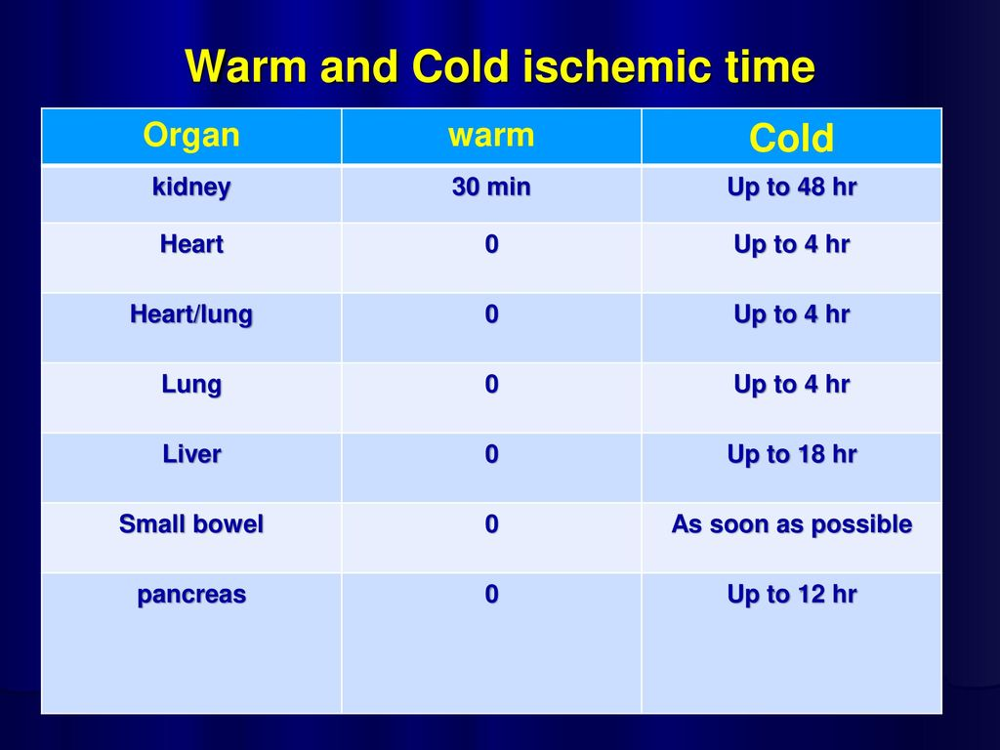 Warm and Cold ischemic time
Organ warm Cold
kidney 30 min Up to 48 hr
Heart 0 Up to 4 hr
Heart/lung 0 Up to 4 hr
Lung 0 Up to 4 hr
Liver 0 Up to 18 hr
Small bowel 0 As soon as possible
pancreas 0 Up to 12 hr